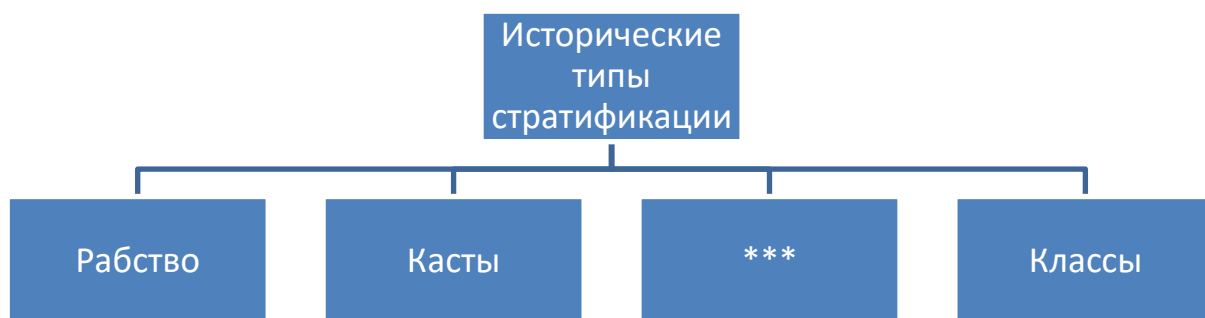 Исторические
типы
стратификации
Рабство
Касты
***
Классы